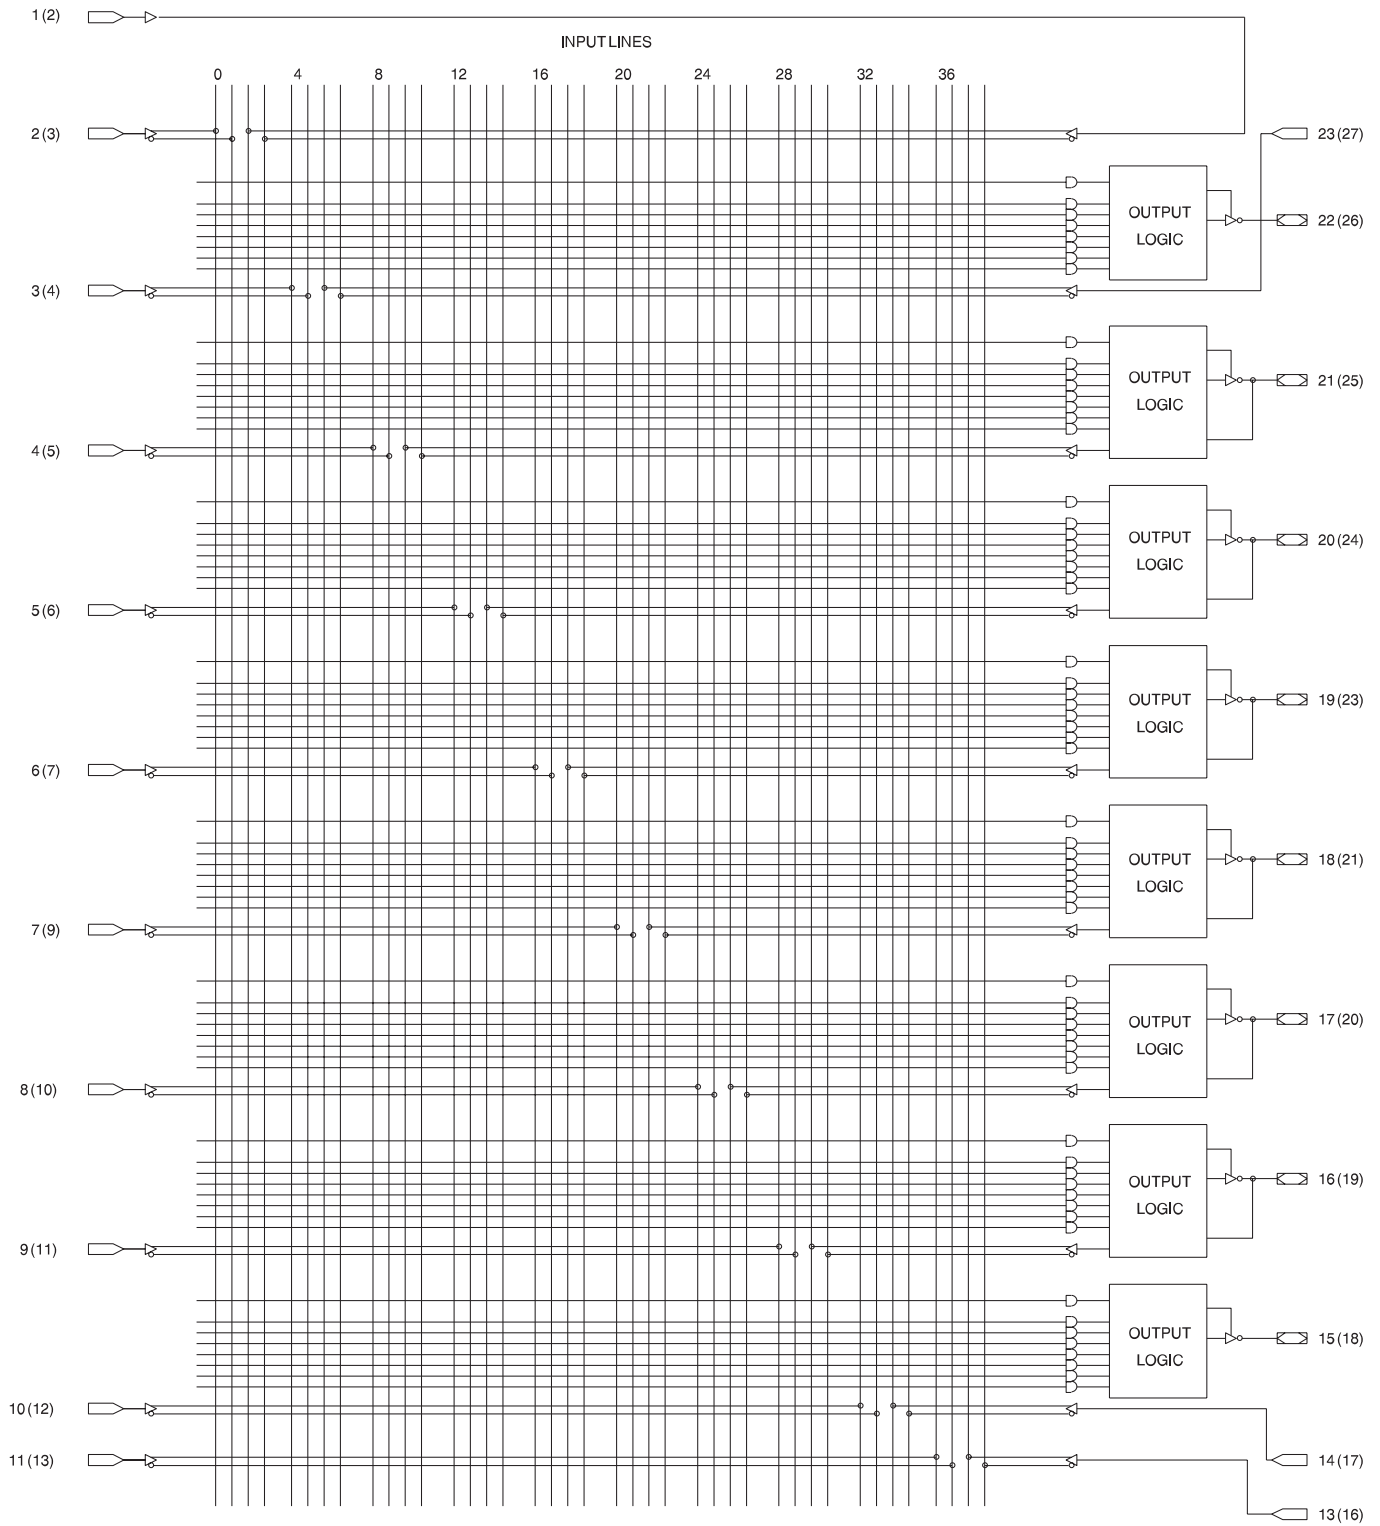 1(2)
INPUT LINES
0 4 8 12 16 20 24 28 32 36
2(3)
23(27)
OUTPUT
LOGIC
22(26)
3(4)
OUTPUT
LOGIC
21(25)
4(5)
OUTPUT
LOGIC
20(24)
5(6)
OUTPUT
LOGIC
19(23)
6(7)
OUTPUT
LOGIC
18(21)
7(9)
OUTPUT
LOGIC
17(20)
8(10)
OUTPUT
LOGIC
16(19)
9(11)
OUTPUT
LOGIC
15(18)
10(12)
11(13)
14(17)
13(16)